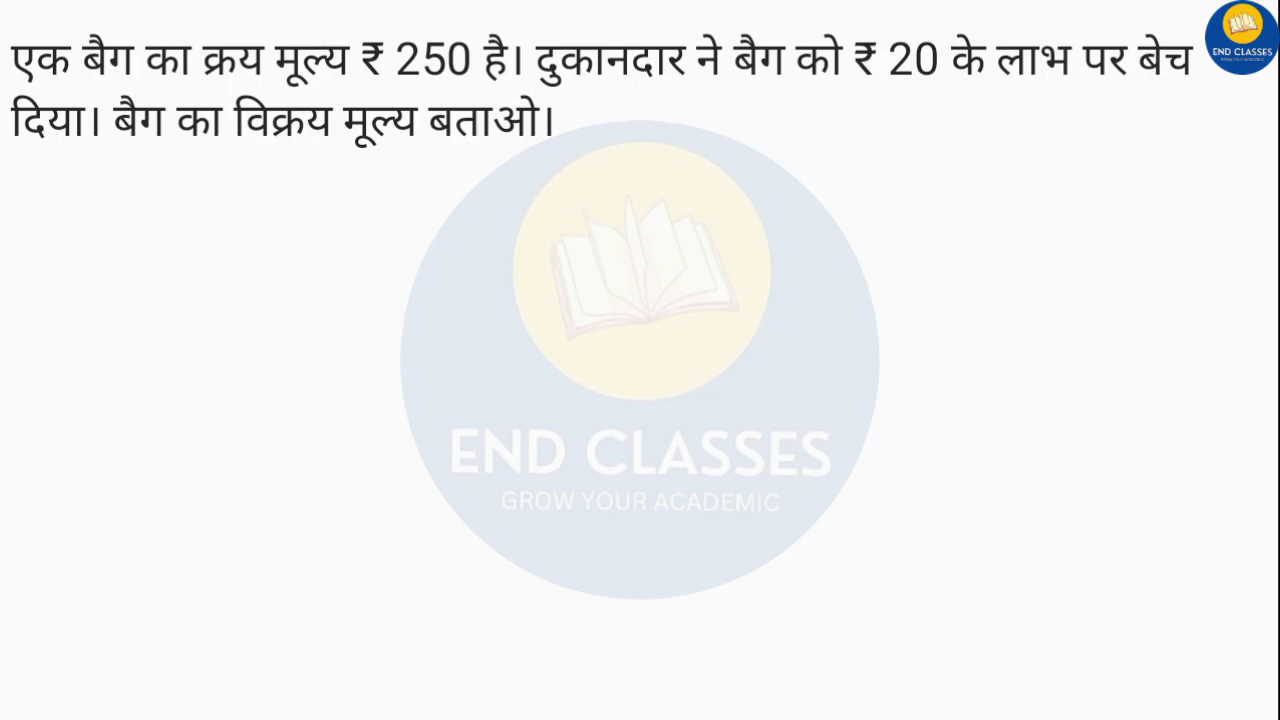 एक बैग का क्रय मूल्य ₹ 250 है। दुकानदार ने बैग को ₹ 20 के लाभ पर बेच
दिया। बैग का विक्रय मूल्य बताओ।
END CLASSES
END CLASSES
GROW YOUR ACADEMIC